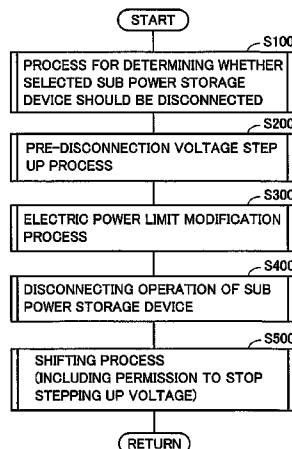 START
S100
PROCESS FOR DETERMINING WHETHER
SELECTED SUB POWER STORAGE
DEVICE SHOULD BE DISCONNECTED
S200
PRE-DISCONNECTION VOLTAGE STEP
UP PROCESS
S300
ELECTRIC POWER LIMIT MODIFICATION
PROCESS
S400
DISCONNECTING OPERATION OF SUB
POWER STORAGE DEVICE
S500
SHIFTING PROCESS
(INCLUDING PERMISSION TO STOP
STEPPING UP VOLTAGE)
RETURN